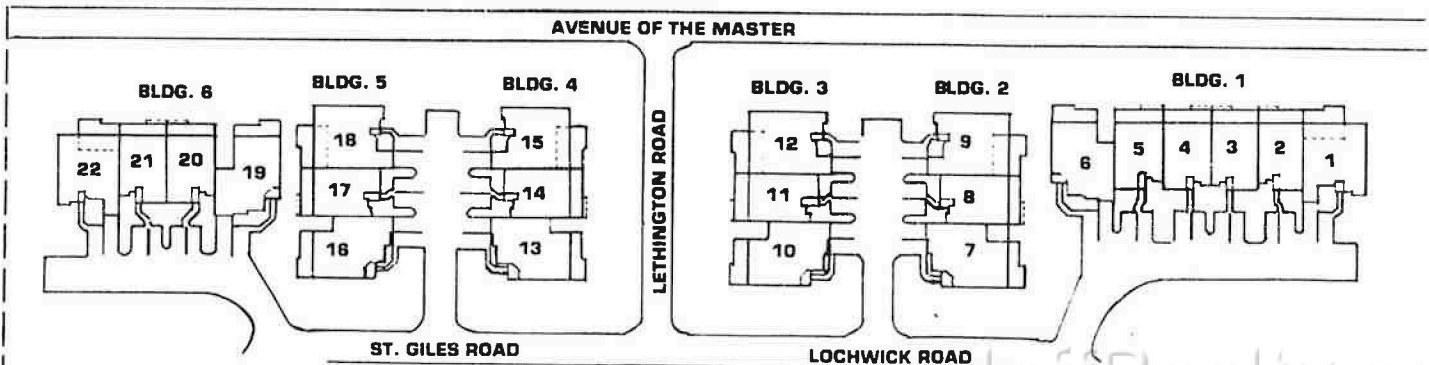 AVENUE OF THE MASTER
BLDG. 6
BLDG. 5
BLDG. 4
BLDG. 3
BLDG. 2
BLDG. 1
22
21
20
19
18
17
16
15
14
13
LETHINGTON ROAD
12
11
10
9
8
7
6
5
4
3
2
1
ST. GILES ROAD
LOCHWICK ROAD